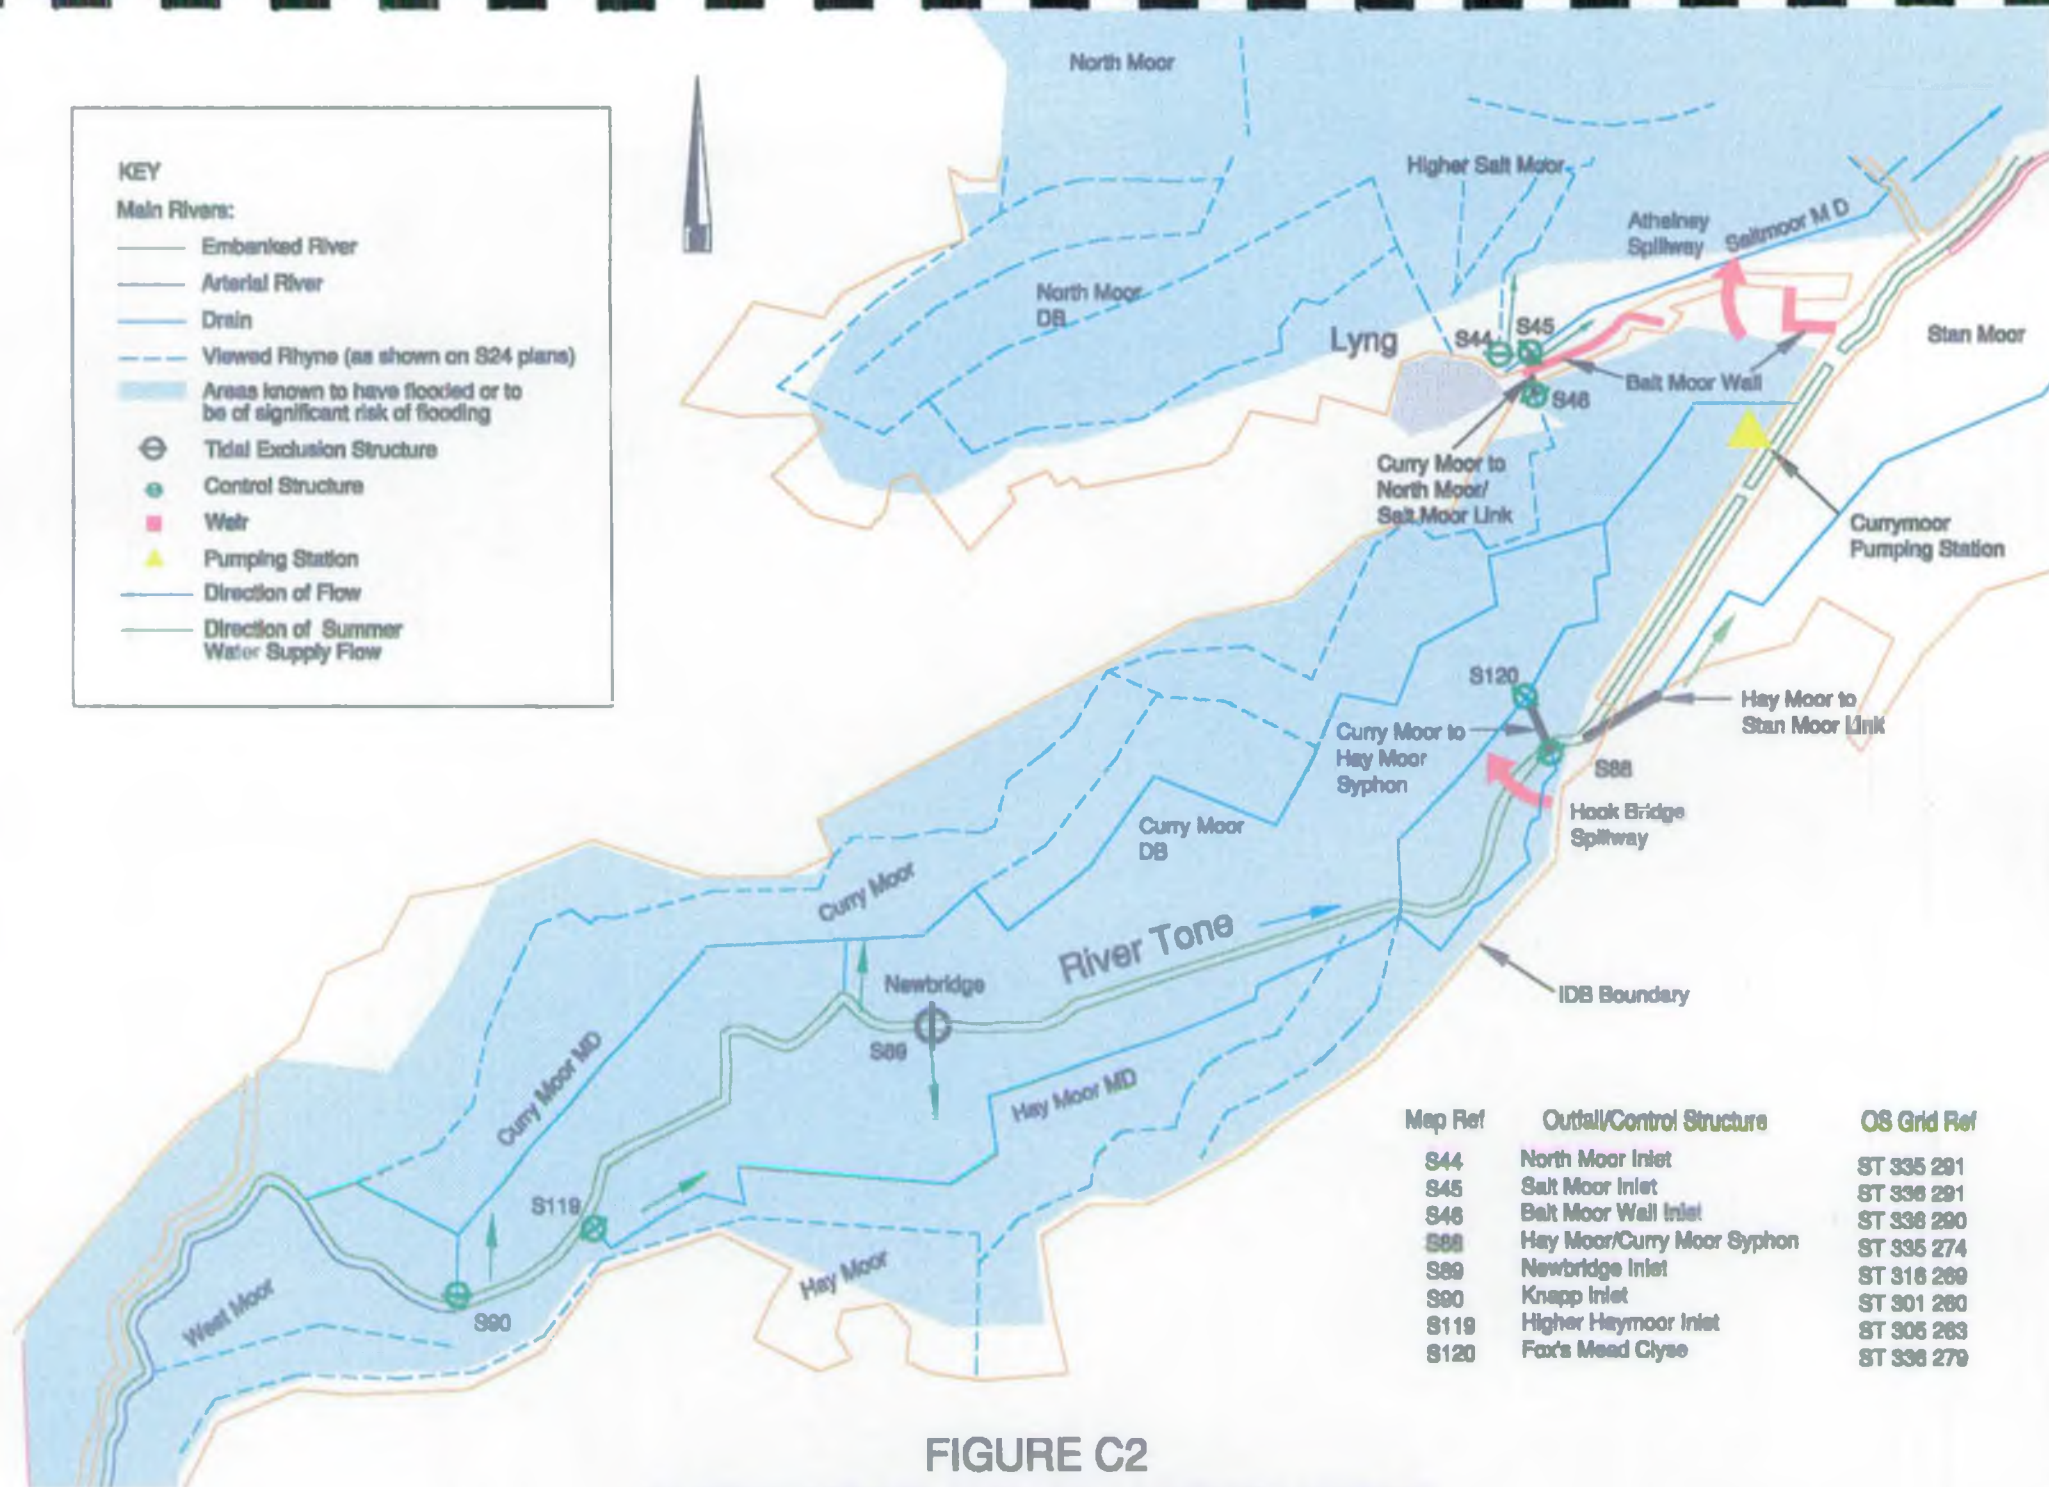 KEY
Main Rivers:
Embanked River
Arterial River
Drain
Viewed Rhyne (as shown on S24 plans)
Areas known to have flooded or to
be of significant risk of flooding
Tidal Exclusion Structure
Control Structure
Weir
Pumping Station
Direction of Flow
Direction of Summer
Water Supply Flow
North Moor
Higher Salt Moor
Athelney
Spillway
Saltmoor M D
North Moor
DB
Lyng
S44
S45
Stan Moor
Balt Moor Wall
S46
Curry Moor to
North Moor/
Salt Moor Link
Currymoor
Pumping Station
S120
Hay Moor to
Stan Moor Link
Curry Moor to
Hay Moor
Syphon
S88
Hook Bridge
Spillway
Curry Moor
DB
Curry Moor
River Tone
Newbridge
S89
IDB Boundary
Curry Moor MD
Hay Moor MD
S119
Hay Moor
West Moor
S90
Map Ref Outfall/Control Structure OS Grid Ref
S44 North Moor Inlet ST 335 291
S45 Salt Moor Inlet ST 336 291
S46 Balt Moor Wall Inlet ST 336 290
S88 Hay Moor/Curry Moor Syphon ST 335 274
S89 Newbridge Inlet ST 316 269
S90 Knapp Inlet ST 301 260
S119 Higher Haymoor Inlet ST 305 263
S120 Fox's Mead Clyse ST 336 279
FIGURE C2